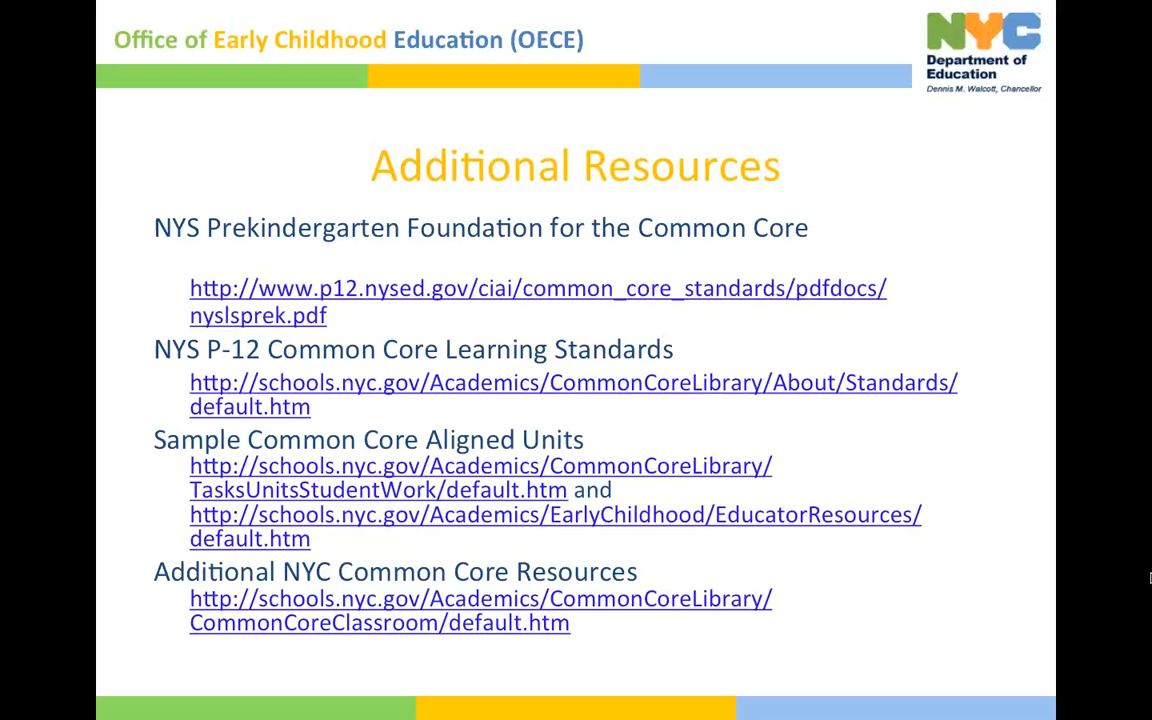 Office of Early Childhood Education (OECE)
NYC
Department of
Education
Dennis M. Walcott, Chancellor
Additional Resources
NYS Prekindergarten Foundation for the Common Core
http://www.p12.nysed.gov/ciai/common_core_standards/pdfdocs/
nyslsprek.pdf
NYS P-12 Common Core Learning Standards
http://schools.nyc.gov/Academics/CommonCoreLibrary/About/Standards/
default.htm
Sample Common Core Aligned Units
http://schools.nyc.gov/Academics/CommonCoreLibrary/
TasksUnitsStudentWork/default.htm and
http://schools.nyc.gov/Academics/EarlyChildhood/EducatorResources/
default.htm
Additional NYC Common Core Resources
http://schools.nyc.gov/Academics/CommonCoreLibrary/
CommonCoreClassroom/default.htm